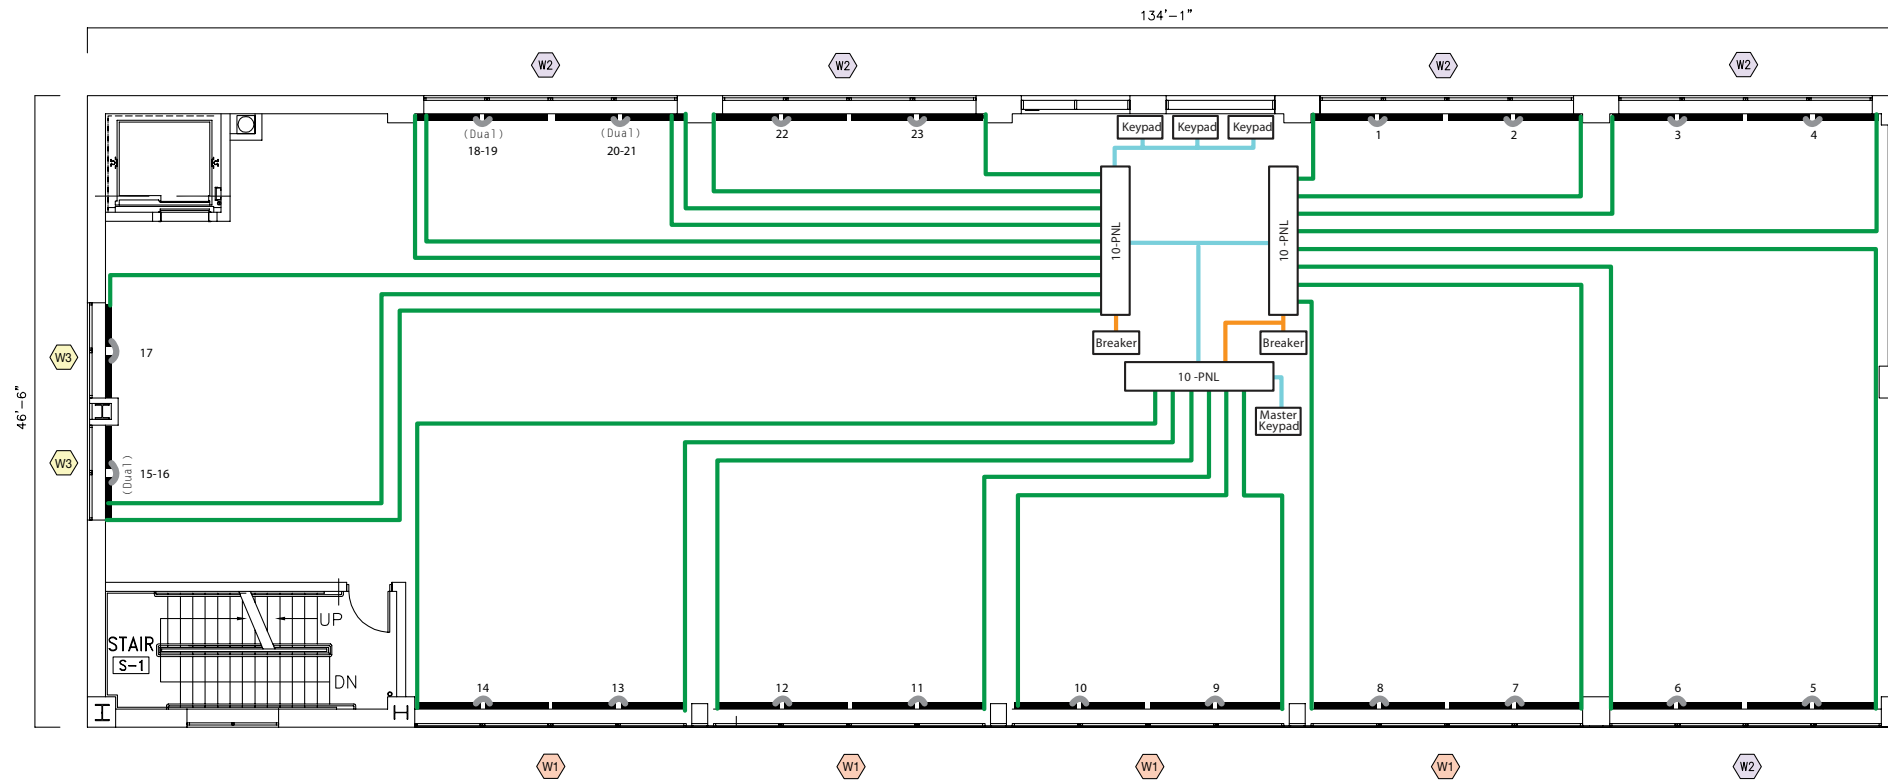 134'-1"
W2
W2
W2
W2
Keypad
Keypad
Keypad
(Dual)
(Dual)
22
23
1
2
3
4
18-19
20-21
10-PNL
10 -PNL
Breaker
Breaker
17
W3
10 -PNL
46'-6"
Master
Keypad
W3
(Dual)
15-16
UP
STAIR
S-1
DN
14
13
12
11
10
9
8
7
6
5
W1
W1
W1
W1
W2